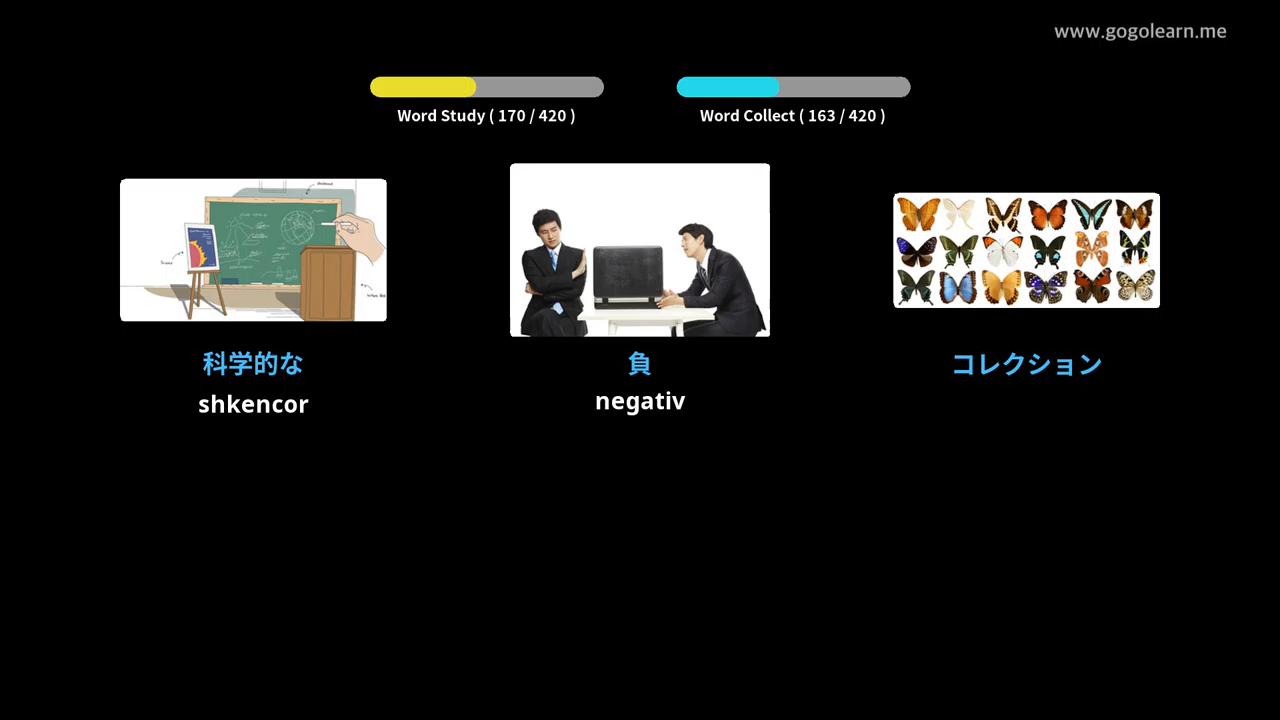 www.gogolearn.me
Word Study ( 170 / 420 )
Word Collect ( 163 / 420 )
科学的な
負
コレクション
shkencor
negativ